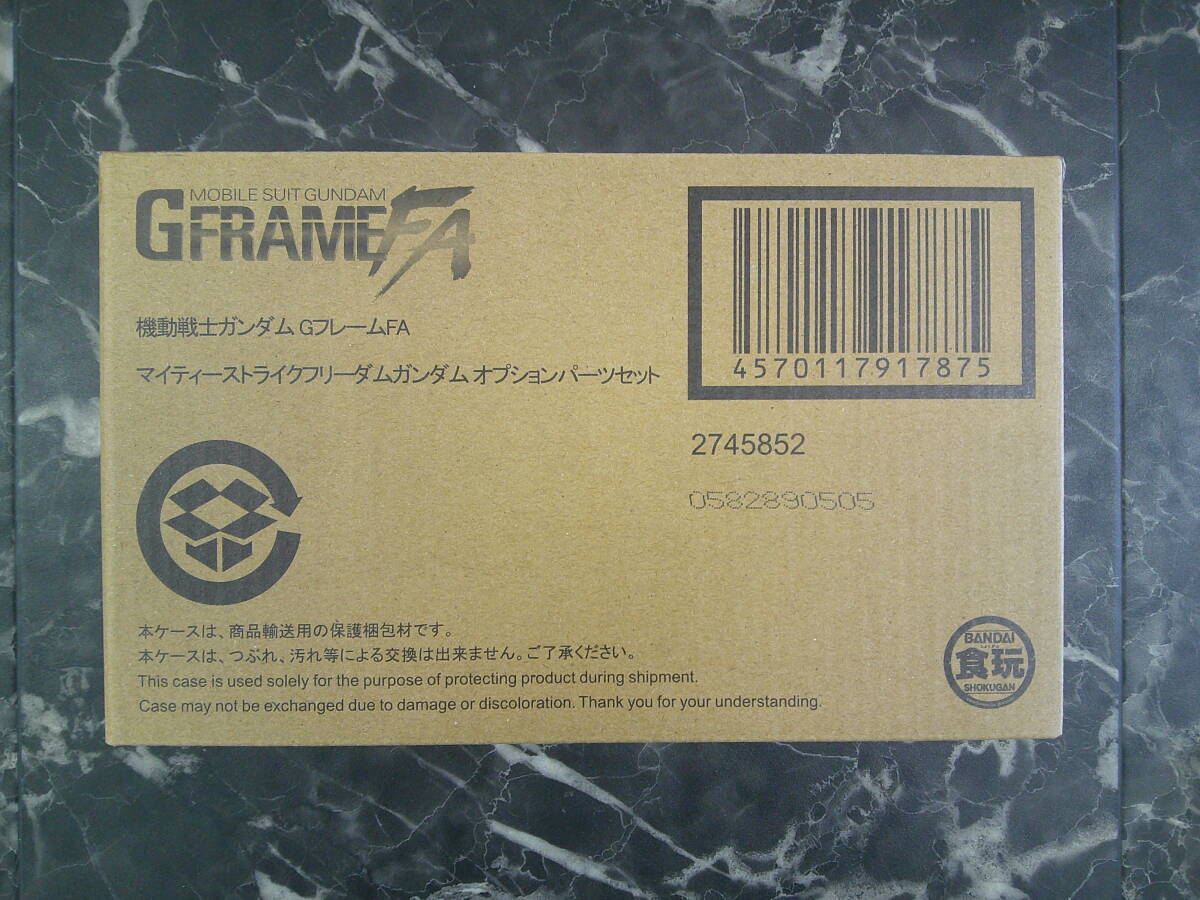 MOBILE SUIT GUNDAM
GFRAMEFA
機動戦士ガンダム GフレームFA
マイティーストライクフリーダムガンダム オプションパーツセット
4570117917875
2745852
0582890505
本ケースは、商品輸送用の保護梱包材です。
本ケースは、つぶれ、汚れ等による交換は出来ません。ご了承ください。
This case is used solely for the purpose of protecting product during shipment.
Case may not be exchanged due to damage or discoloration. Thank you for your understanding.
BANDAI
食玩
SHOKUGAN